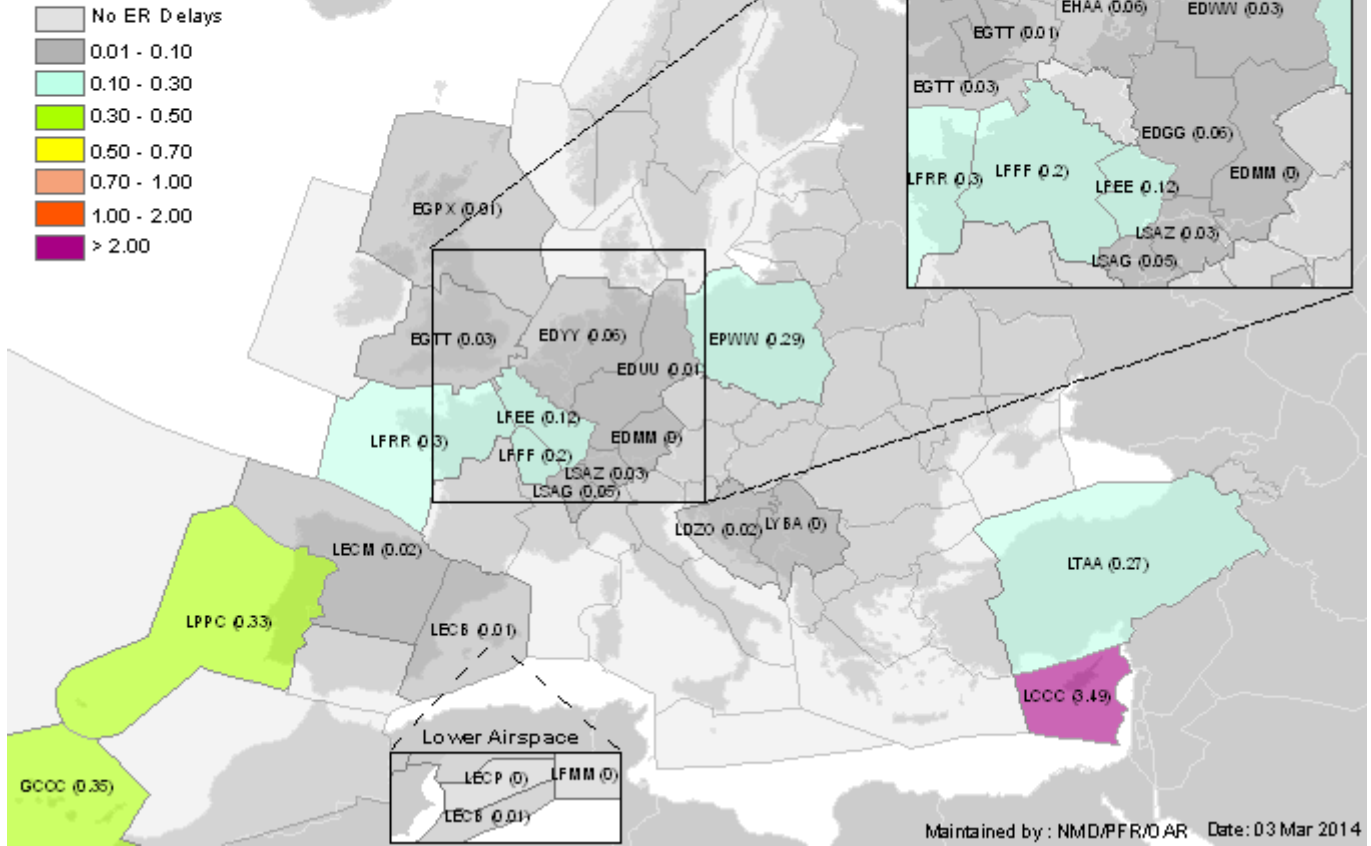 No ER Delays
0.01 - 0.10
0.10 - 0.30
0.30 - 0.50
0.50 - 0.70
0.70 - 1.00
1.00 - 2.00
> 2.00
EHAA (0.06)
EDWW (0.03)
EGTT (0.01)
EGTT (0.03)
EDGG (0.06)
LFRR (0.3)
LFFF (0.2)
LFEE (0.12)
EDMM (0)
LSAZ (0.03)
LSAG (0.05)
EGPX (0.01)
EGTT (0.03)
EDYY (0.06)
EDUU (0.01
EPWW (0.29)
LFEE (0.12)
LFRR (0.3)
EDMM (0)
LFFF (0.2)
LSAZ (0.03)
LSAG (0.05)
LDZO (0.02)
LYBA (0)
LECM (0.02)
LTAA (0.27)
LPPC (0.33)
LECB (0.01)
LCCC (3.49)
Lower Airspace
LECP (0)
LFMM (0)
LECB (0.01)
GCCC (0.35)
Maintained by : NMD/PFR/OAR Date: 03 Mar 2014